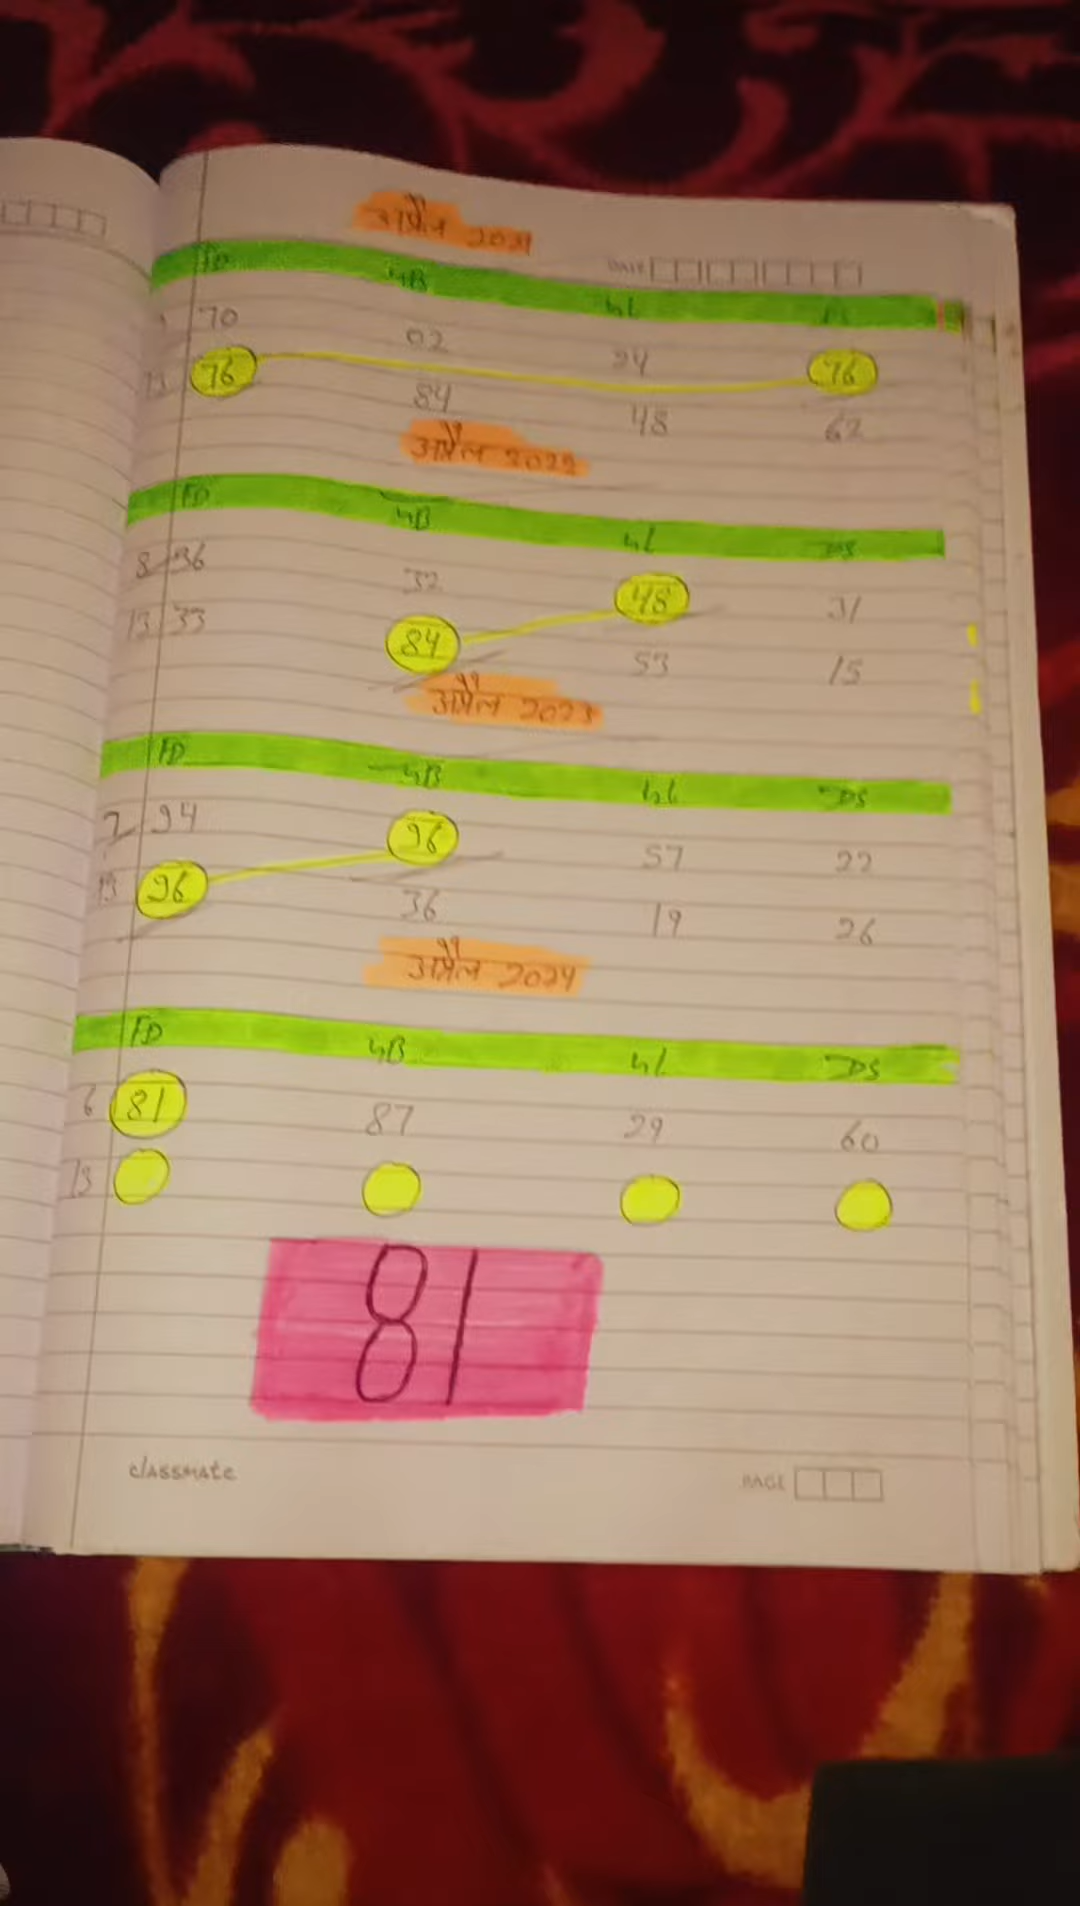 अप्रैल 2021
FD GB GL DS
DATE
70 02 24 76
13 76 84 48 62
अप्रैल 2022
FD GB GL DS
8 36 32 48 31
13 33 84 53 15
अप्रैल 2023
FD GB GL DS
7 94 96 57 22
13 96 36 19 26
अप्रैल 2024
FD GB GL DS
6 81 87 29 60
13
81
classmate
PAGE